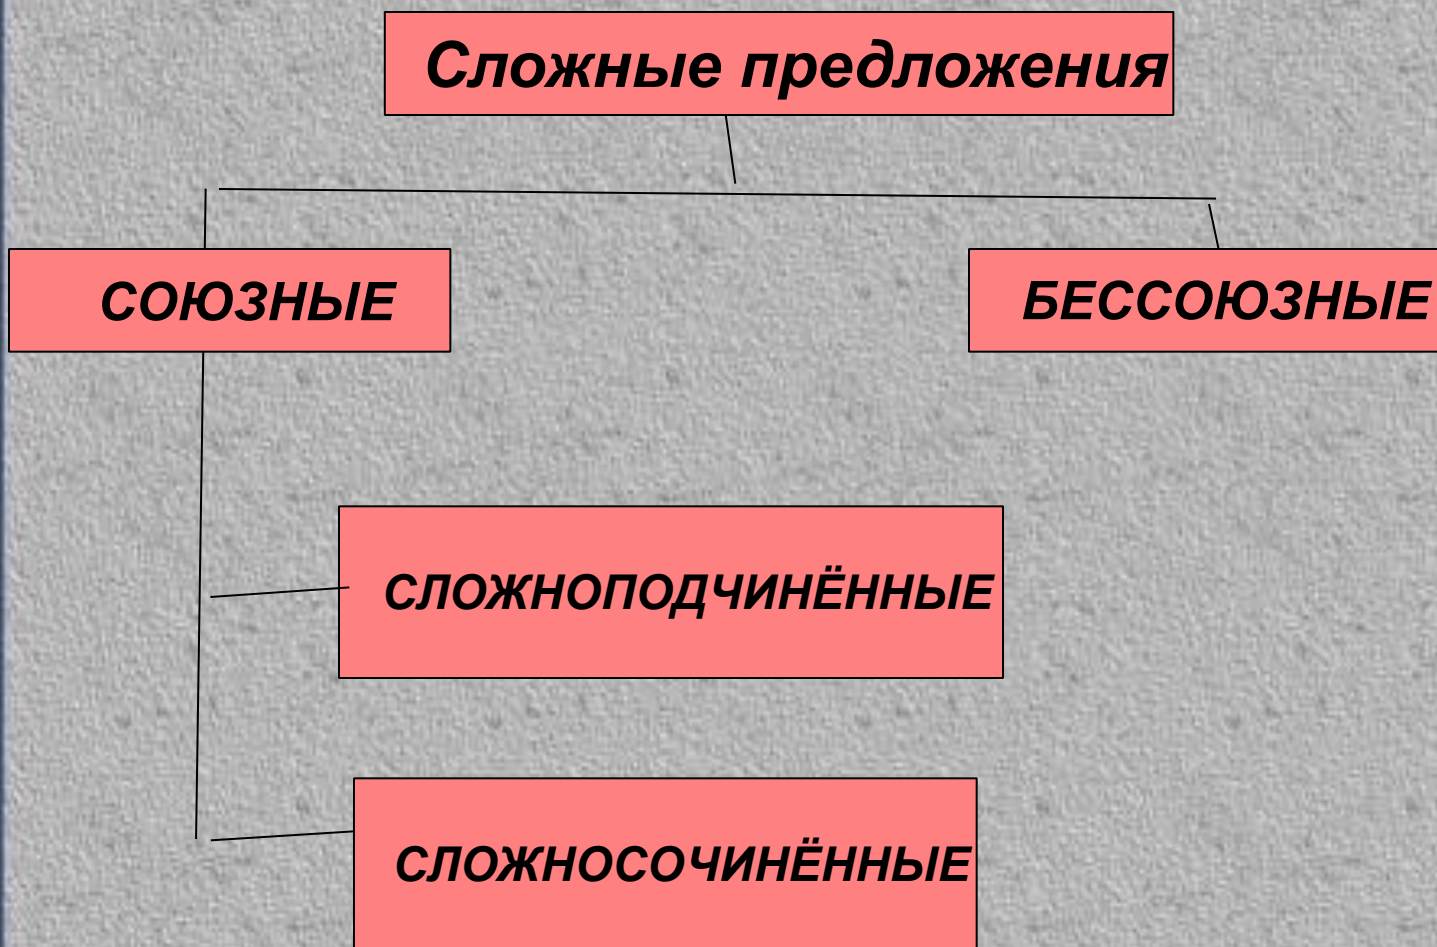 Сложные предложения
СОЮЗНЫЕ
БЕССОЮЗНЫЕ
СЛОЖНОПОДЧИНЁННЫЕ
СЛОЖНОСОЧИНЁННЫЕ